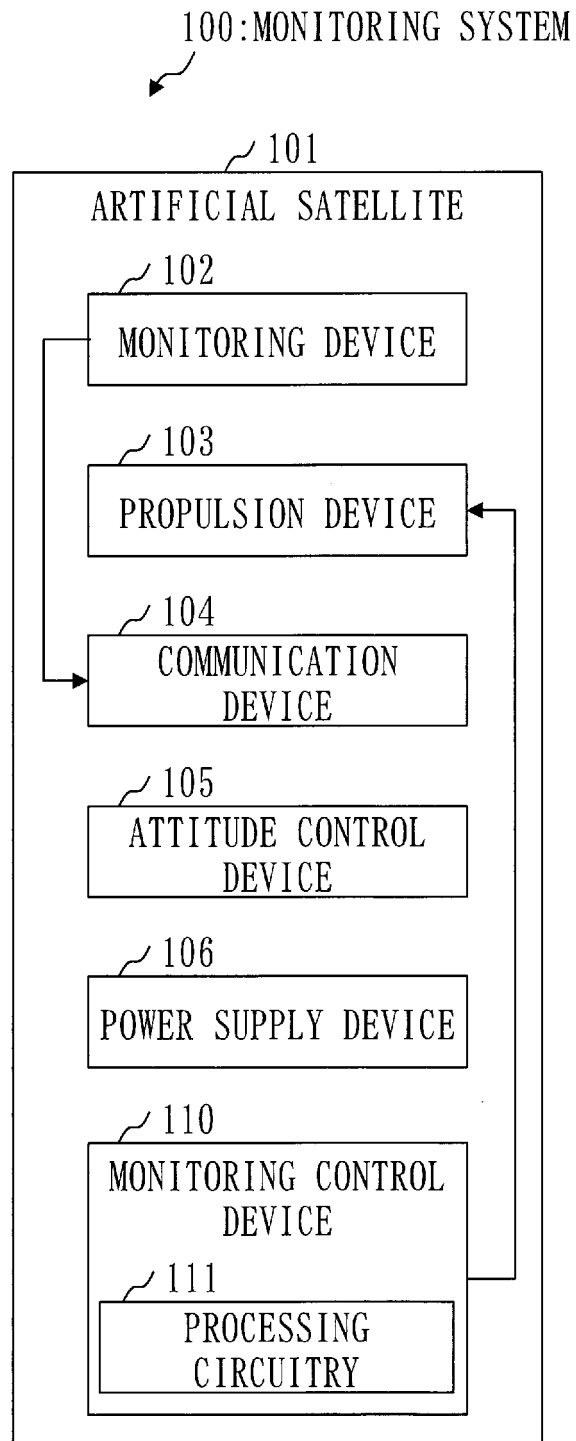 100:MONITORING SYSTEM
101
ARTIFICIAL SATELLITE
102
MONITORING DEVICE
103
PROPULSION DEVICE
104
COMMUNICATION
DEVICE
105
ATTITUDE CONTROL
DEVICE
106
POWER SUPPLY DEVICE
110
MONITORING CONTROL
DEVICE
111
PROCESSING
CIRCUITRY